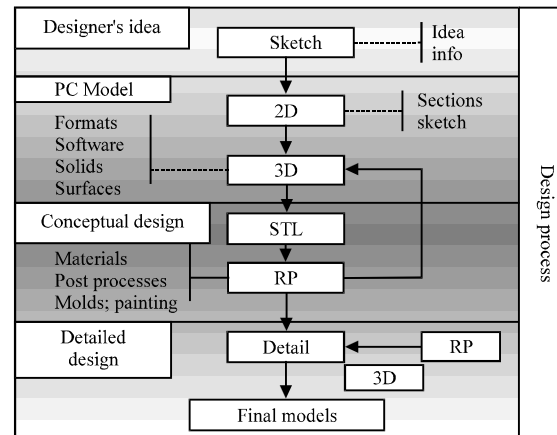 Designer's idea
Sketch
Idea
info
PC Model
2D
Sections
sketch
Formats
Software
Solids
Surfaces
3D
Conceptual design
STL
Materials
Post processes
Molds; painting
RP
Detailed
design
Detail
RP
3D
Final models
Design process